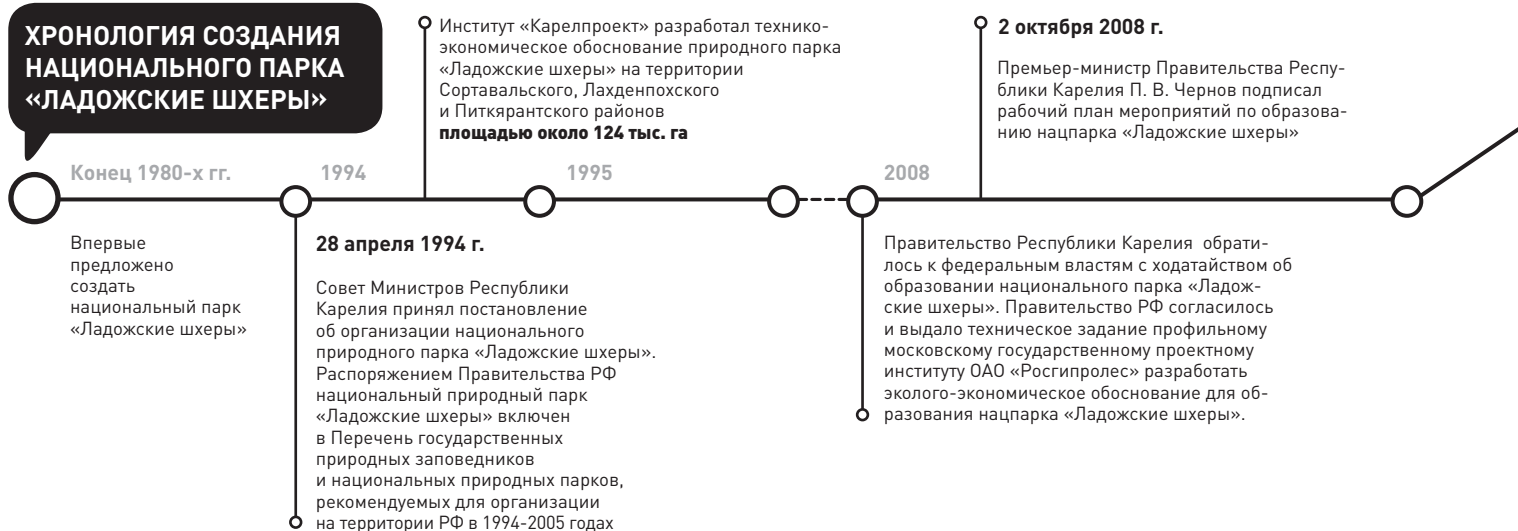 ХРОНОЛОГИЯ СОЗДАНИЯ
НАЦИОНАЛЬНОГО ПАРКА
«ЛАДОЖСКИЕ ШХЕРЫ»
Конец 1980-х гг.
Впервые
предложено
создать
национальный парк
«Ладожские шхеры»
1994
28 апреля 1994 г.
Совет Министров Республики
Карелия принял постановление
об организации национального
природного парка «Ладожские шхеры».
Распоряжением Правительства РФ
национальный природный парк
«Ладожские шхеры» включен
в Перечень государственных
природных заповедников
и национальных природных парков,
рекомендуемых для организации
на территории РФ в 1994-2005 годах
Институт «Карелпроект» разработал технико-
экономическое обоснование природного парка
«Ладожские шхеры» на территории
Сортавальского, Лахденпохского
и Питкярантского районов
площадью около 124 тыс. га
1995
2008
Правительство Республики Карелия обрати-
лось к федеральным властям с ходатайством об
образовании национального парка «Ладож-
ские шхеры». Правительство РФ согласилось
и выдало техническое задание профильному
московскому государственному проектному
институту ОАО «Росгипролес» разработать
эколого-экономическое обоснование для об-
разования нацпарка «Ладожские шхеры».
2 октября 2008 г.
Премьер-министр Правительства Респу-
блики Карелия П. В. Чернов подписал
рабочий план мероприятий по образова-
нию нацпарка «Ладожские шхеры»